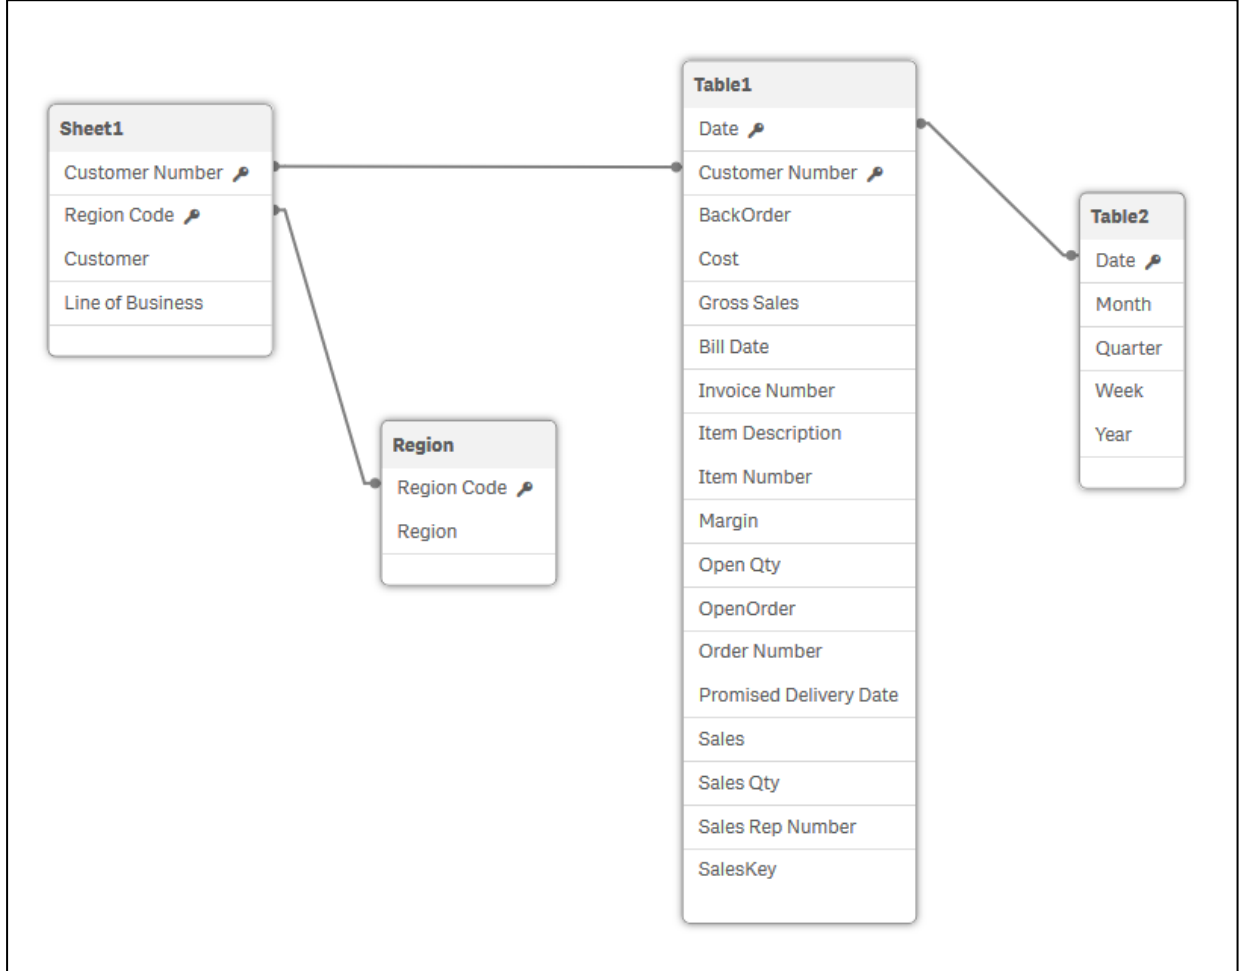 Sheet1
Customer Number
Region Code
Customer
Line of Business
Region
Region Code
Region
Table1
Date
Customer Number
BackOrder
Cost
Gross Sales
Bill Date
Invoice Number
Item Description
Item Number
Margin
Open Qty
OpenOrder
Order Number
Promised Delivery Date
Sales
Sales Qty
Sales Rep Number
SalesKey
Table2
Date
Month
Quarter
Week
Year